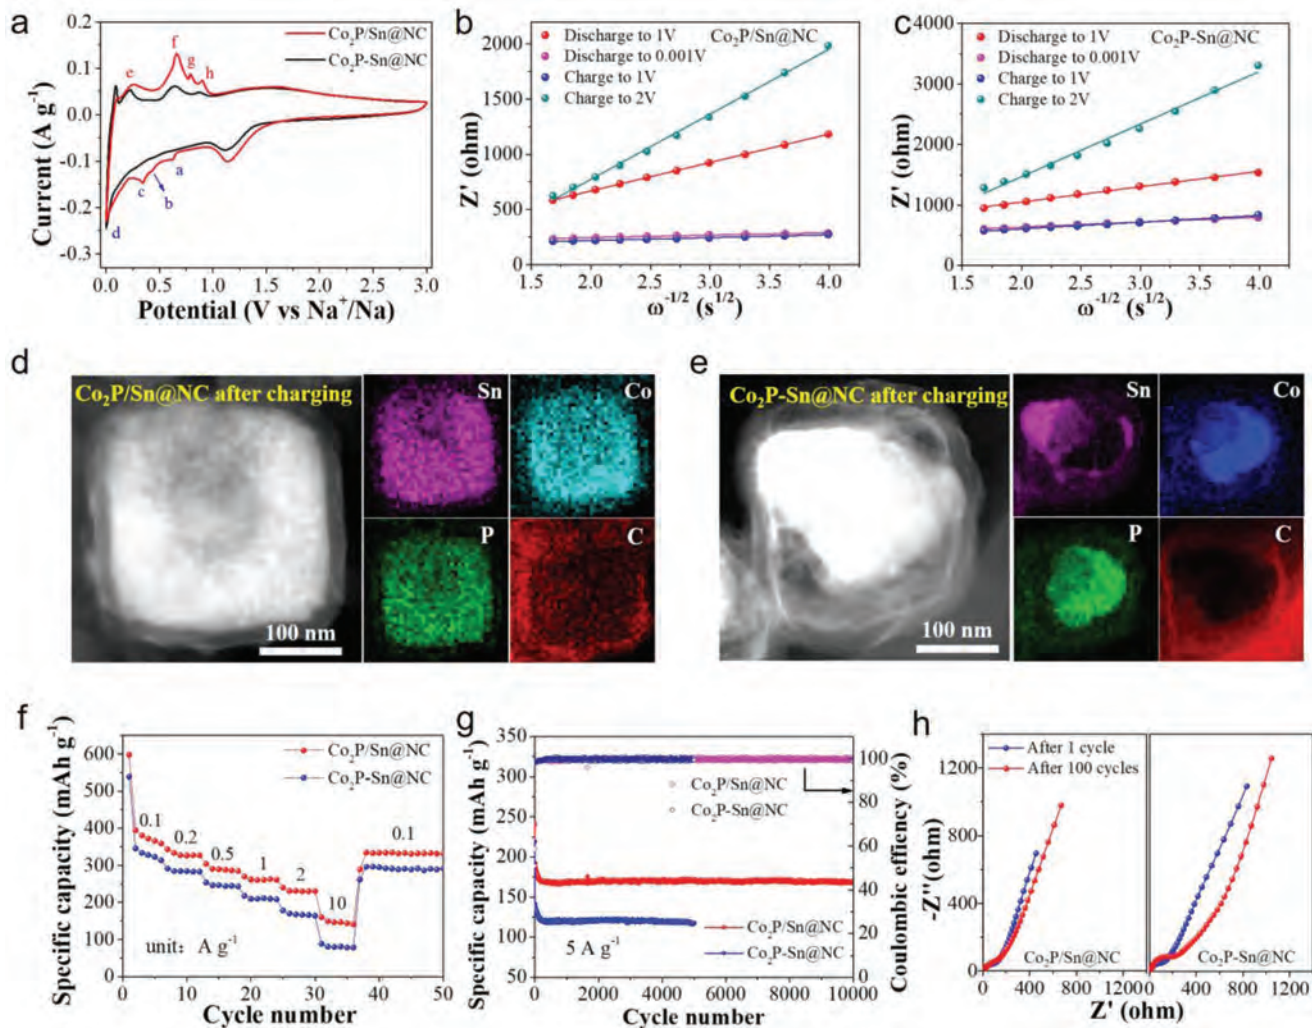 a
Co₂P/Sn@NC
Co₂P-Sn@NC
e
f
g
h
a
b
c
d
0.2
0.1
0.0
-0.1
-0.2
-0.3
0.0 0.5 1.0 1.5 2.0 2.5 3.0
Current (A g⁻¹)
Potential (V vs Na⁺/Na)
b
Discharge to 1V
Discharge to 0.001V
Charge to 1V
Charge to 2V
Co₂P/Sn@NC
2000
1500
1000
500
0
1.5 2.0 2.5 3.0 3.5 4.0
Z' (ohm)
ω⁻¹/² (s¹/²)
c
Discharge to 1V
Discharge to 0.001V
Charge to 1V
Charge to 2V
Co₂P-Sn@NC
4000
3000
2000
1000
0
1.5 2.0 2.5 3.0 3.5 4.0
Z' (ohm)
ω⁻¹/² (s¹/²)
d
Co₂P/Sn@NC after charging
100 nm
Sn
Co
P
C
e
Co₂P-Sn@NC after charging
100 nm
Sn
Co
P
C
f
Co₂P/Sn@NC
Co₂P-Sn@NC
0.1
0.2
0.5
1
2
10
0.1
unit: A g⁻¹
600
500
400
300
200
100
0
0 10 20 30 40 50
Specific capacity (mAh g⁻¹)
Cycle number
g
Co₂P/Sn@NC
Co₂P-Sn@NC
Co₂P/Sn@NC
Co₂P-Sn@NC
5 A g⁻¹
350
325
300
275
250
225
200
175
150
125
100
75
50
0 2000 4000 6000 8000 10000
100
80
60
40
20
0
Specific capacity (mAh g⁻¹)
Coulombic effiency (%)
Cycle number
h
After 1 cycle
After 100 cycles
Co₂P/Sn@NC
Co₂P-Sn@NC
1200
800
400
0
0 400 800 1200
0 400 800 1200
-Z''(ohm)
Z' (ohm)